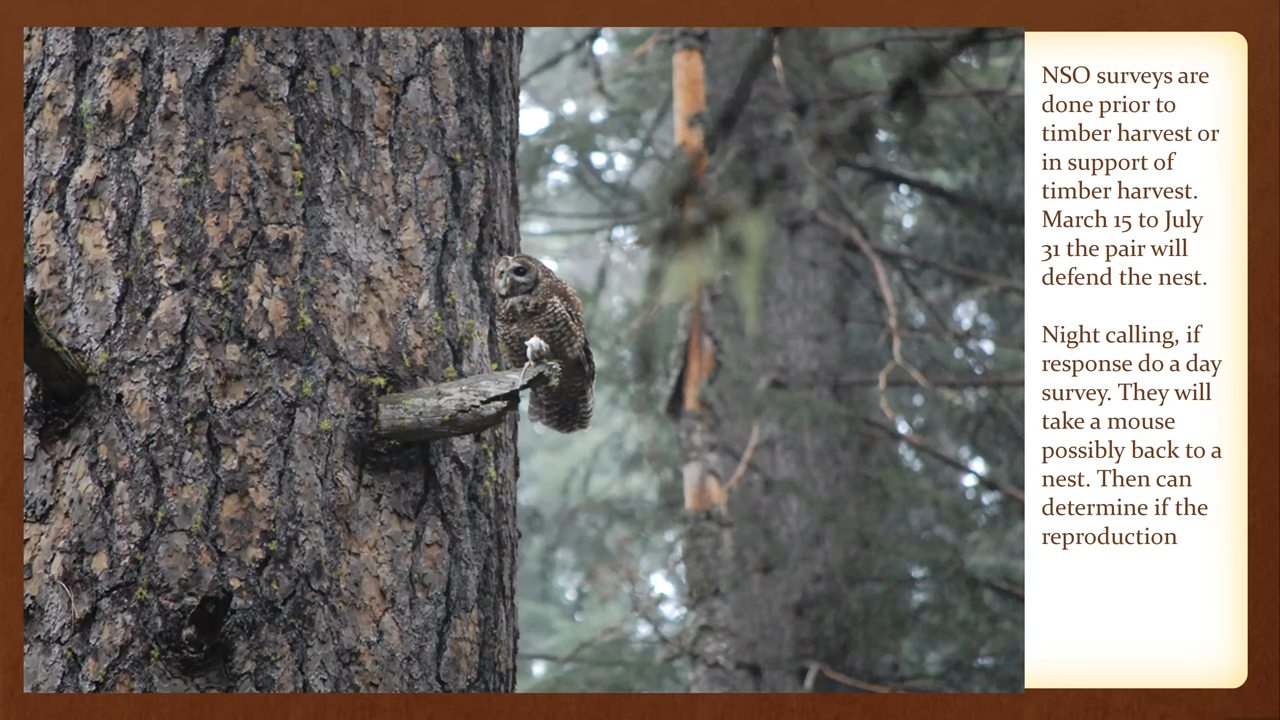 NSO surveys are
done prior to
timber harvest or
in support of
timber harvest.
March 15 to July
31 the pair will
defend the nest.
Night calling, if
response do a day
survey. They will
take a mouse
possibly back to a
nest. Then can
determine if the
reproduction